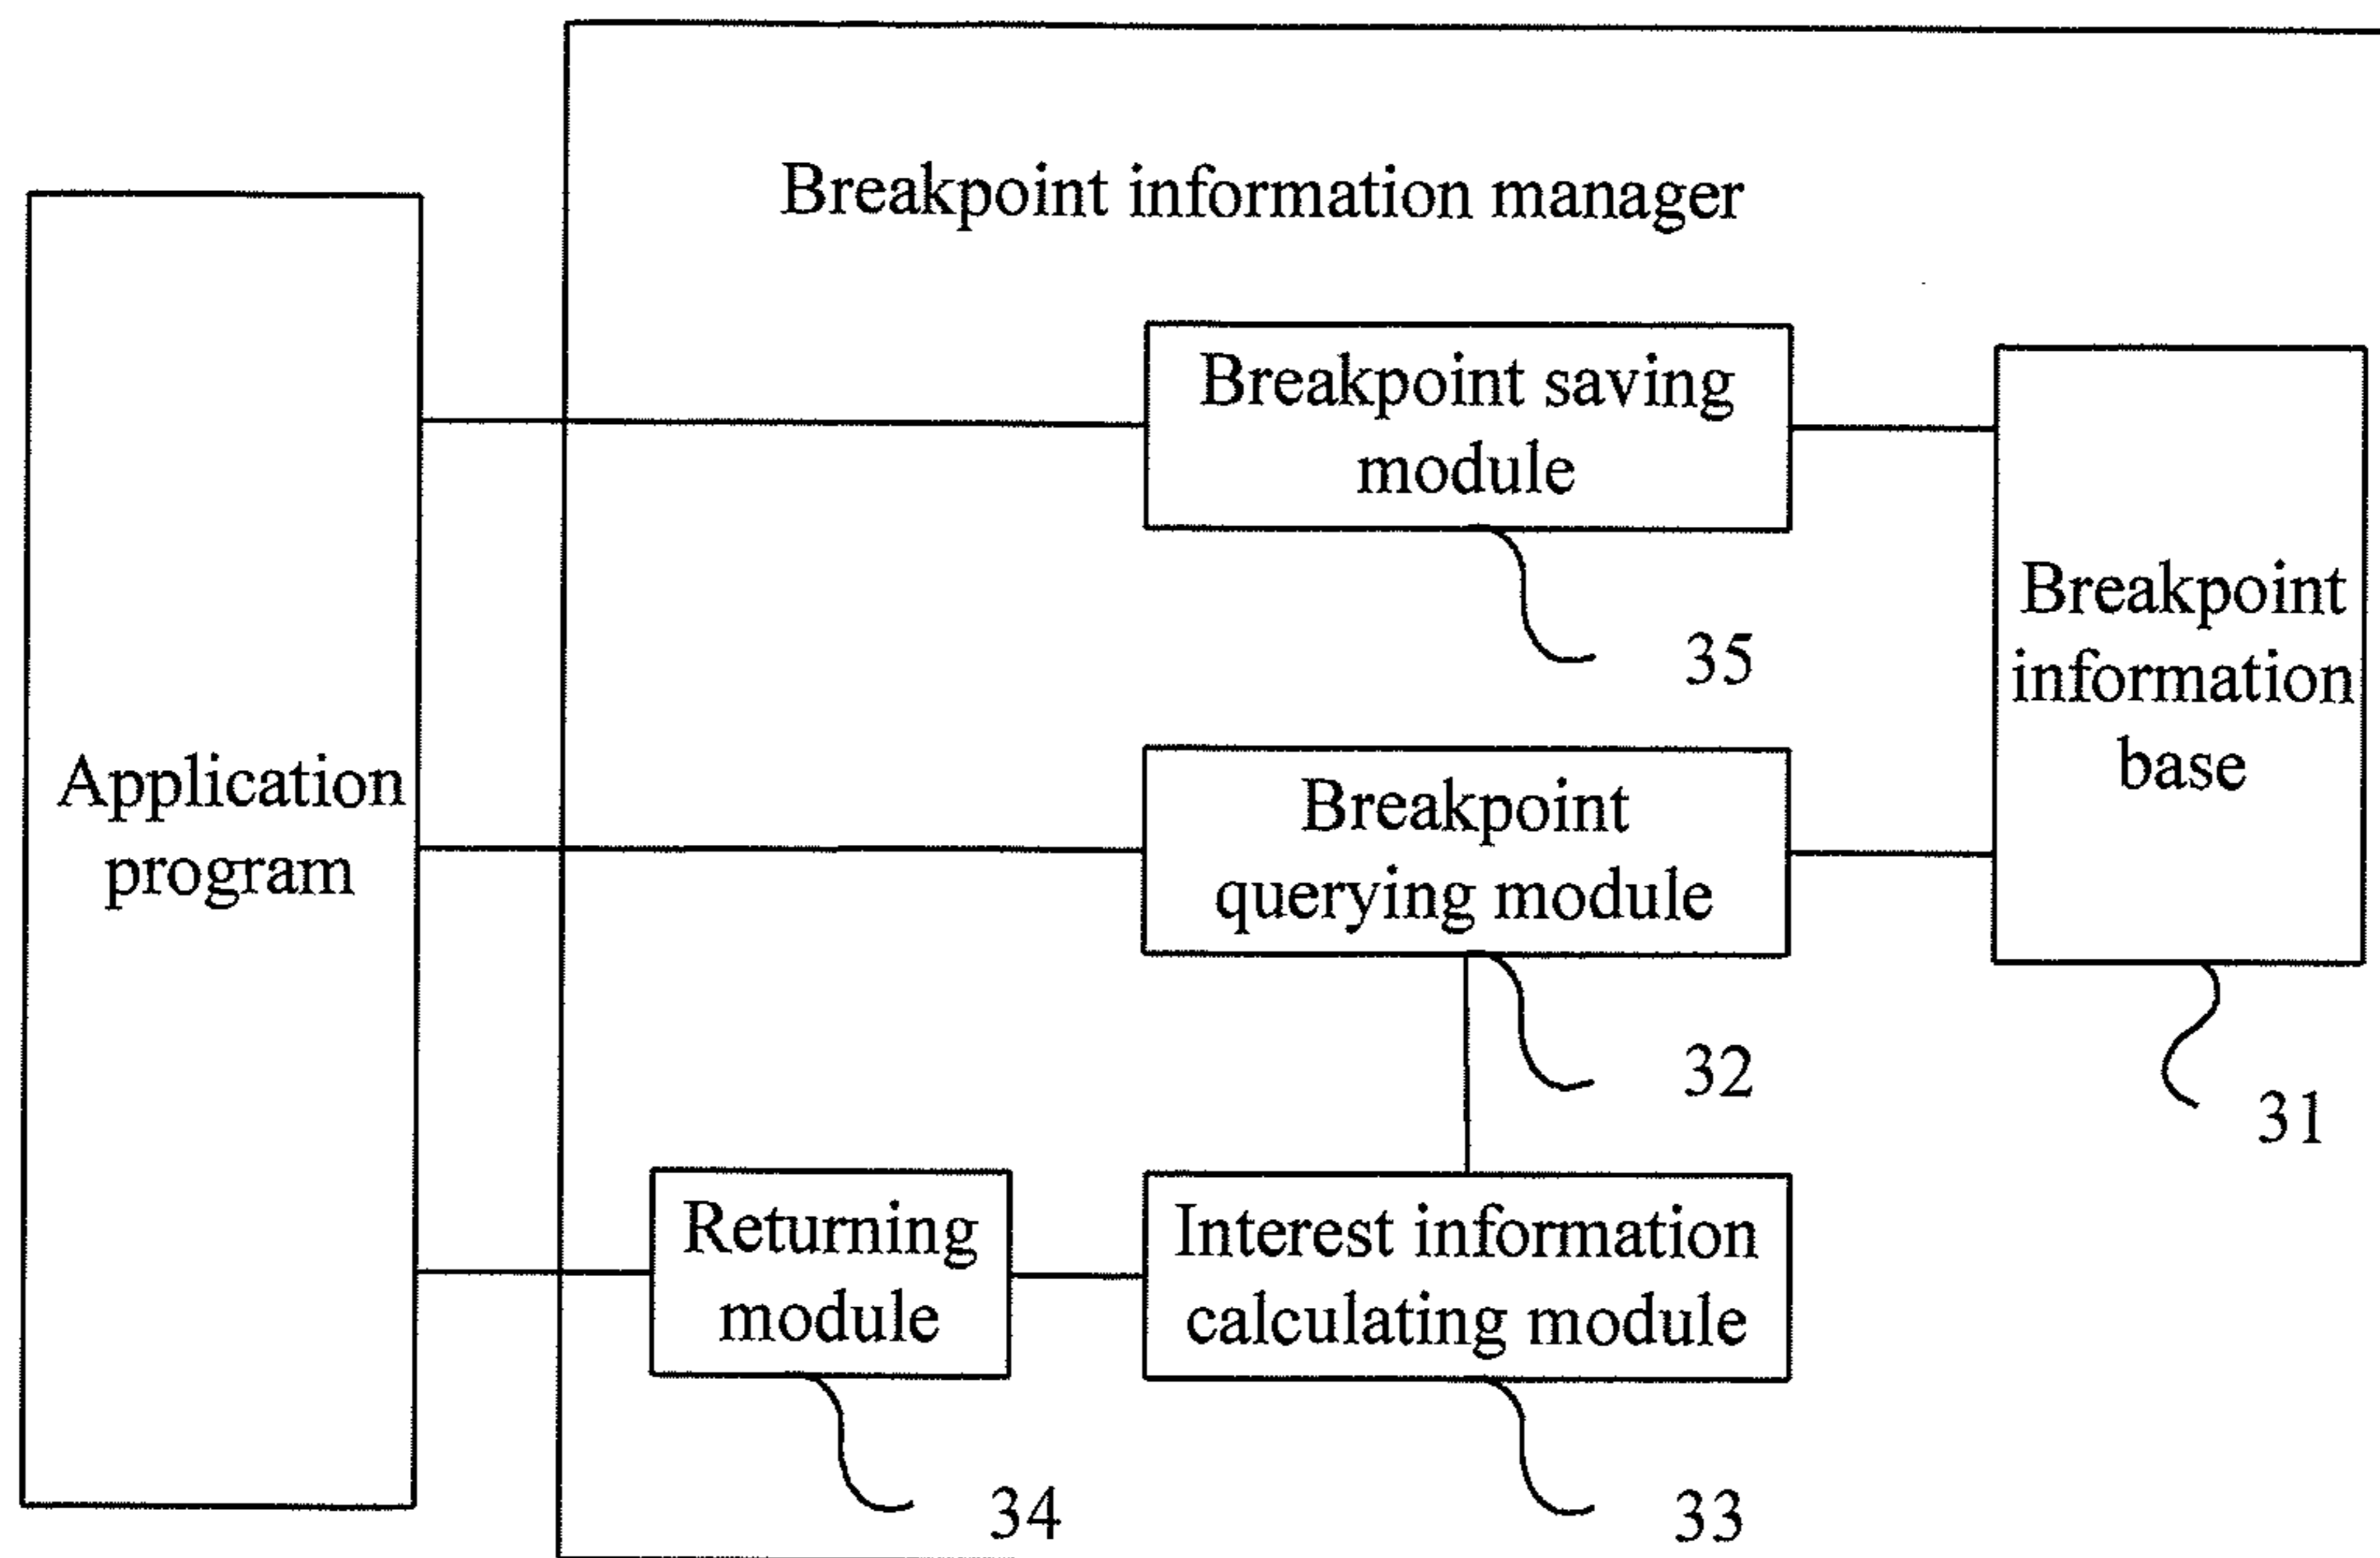 Breakpoint information manager
Application
program
Breakpoint saving
module
35
Breakpoint
information
base
31
Breakpoint
querying module
32
Returning
module
34
Interest information
calculating module
33